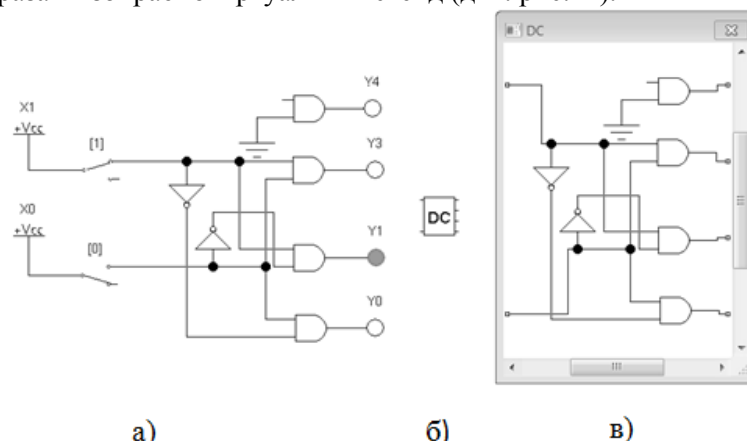 DC
Y4
X1
+Vcc
[1]
Y3
X0
+Vcc
DC
Y1
[0]
Y0
а)
б)
в)